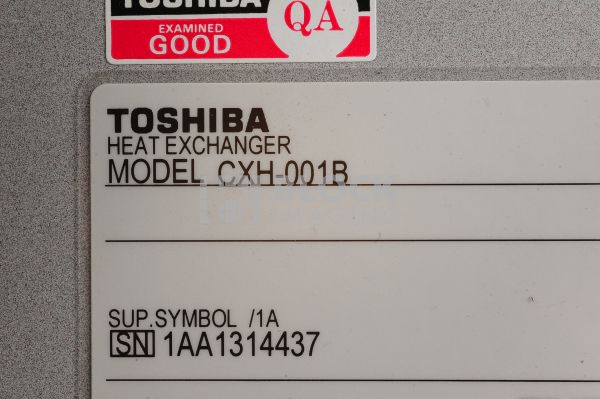 TOSHIBA
EXAMINED
GOOD
QA
TOSHIBA
HEAT EXCHANGER
MODEL CXH-001B
SUP.SYMBOL /1A
SN 1AA1314437